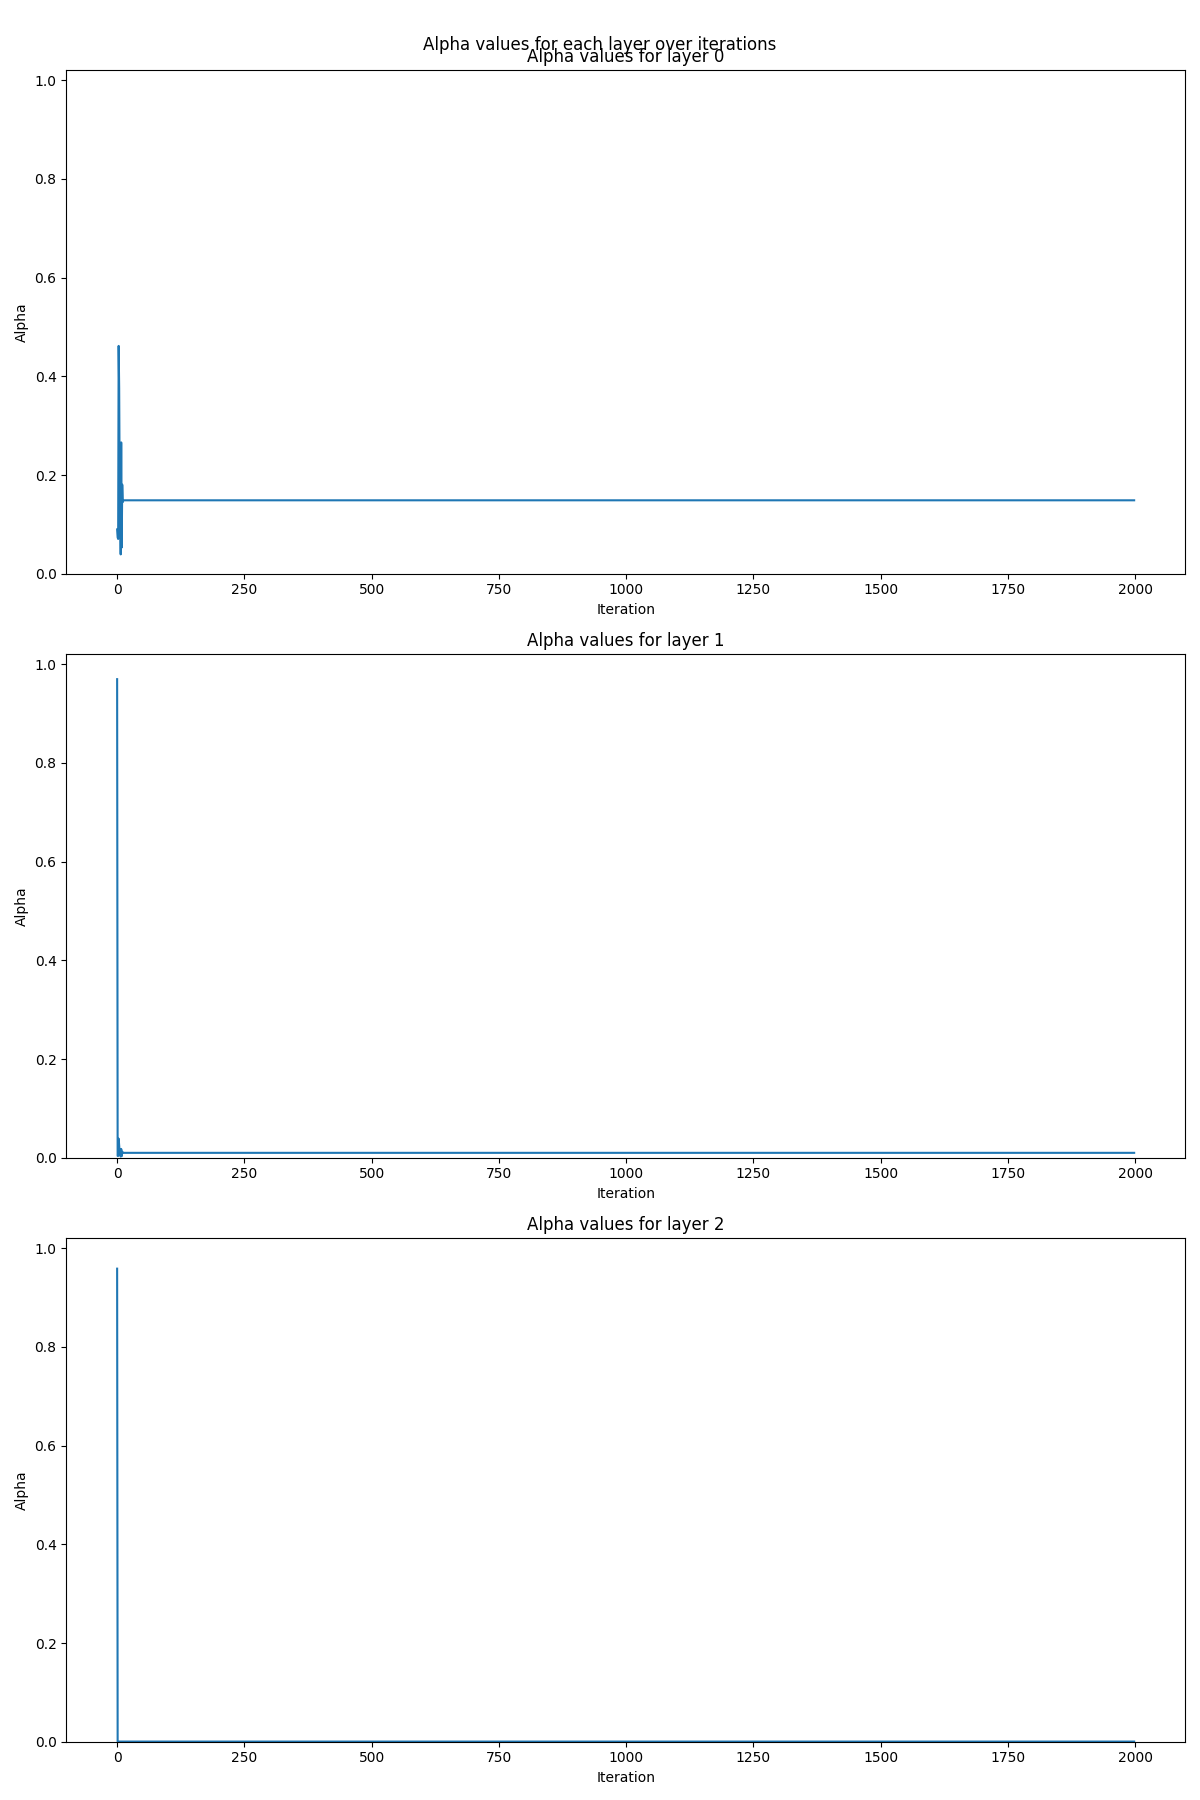 Alpha values for each layer over iterations
Alpha values for layer 0
1.0
0.8
0.6
0.4
0.2
0.0
Alpha
0 250 500 750 1000 1250 1500 1750 2000
Iteration
Alpha values for layer 1
1.0
0.8
0.6
0.4
0.2
0.0
Alpha
0 250 500 750 1000 1250 1500 1750 2000
Iteration
Alpha values for layer 2
1.0
0.8
0.6
0.4
0.2
0.0
Alpha
0 250 500 750 1000 1250 1500 1750 2000
Iteration